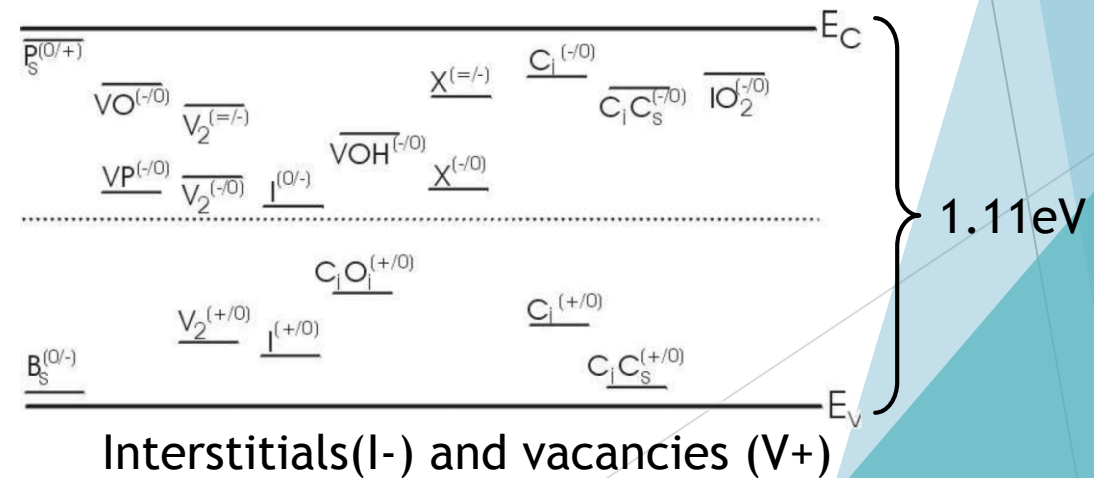 E_C
P_S^(0/+)
C_i^(-/0)
X^(=/-)
VO^(-/0)
C_iC_s^(-/0)
IO_2^(-/0)
V_2^(=/-)
VOH^(-/0)
VP^(-/0)
V_2^(-/0)
I^(0/-)
X^(-/0)
1.11eV
C_iO_i^(+/0)
V_2^(+/0)
I^(+/0)
C_i^(+/0)
B_S^(0/-)
C_iC_s^(+/0)
E_v
Interstitials(I-) and vacancies (V+)